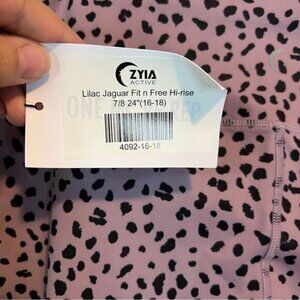 ZYIA
ACTIVE
Lilac Jaguar Fit n Free Hi-rise
7/8 24"(16-18)
4092-16-18